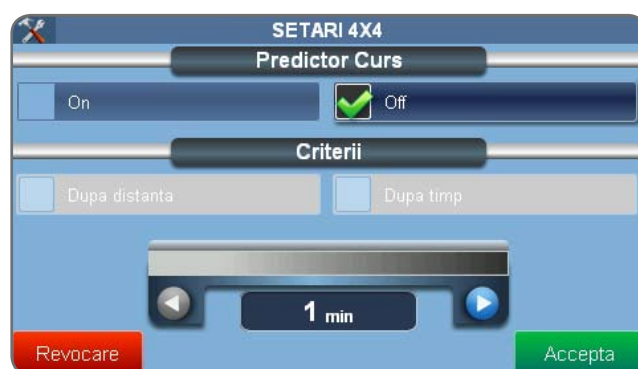 SETARI 4X4
Predictor Curs
On Off
Criterii
Dupa distanta Dupa timp
1 min
Revocare Accepta